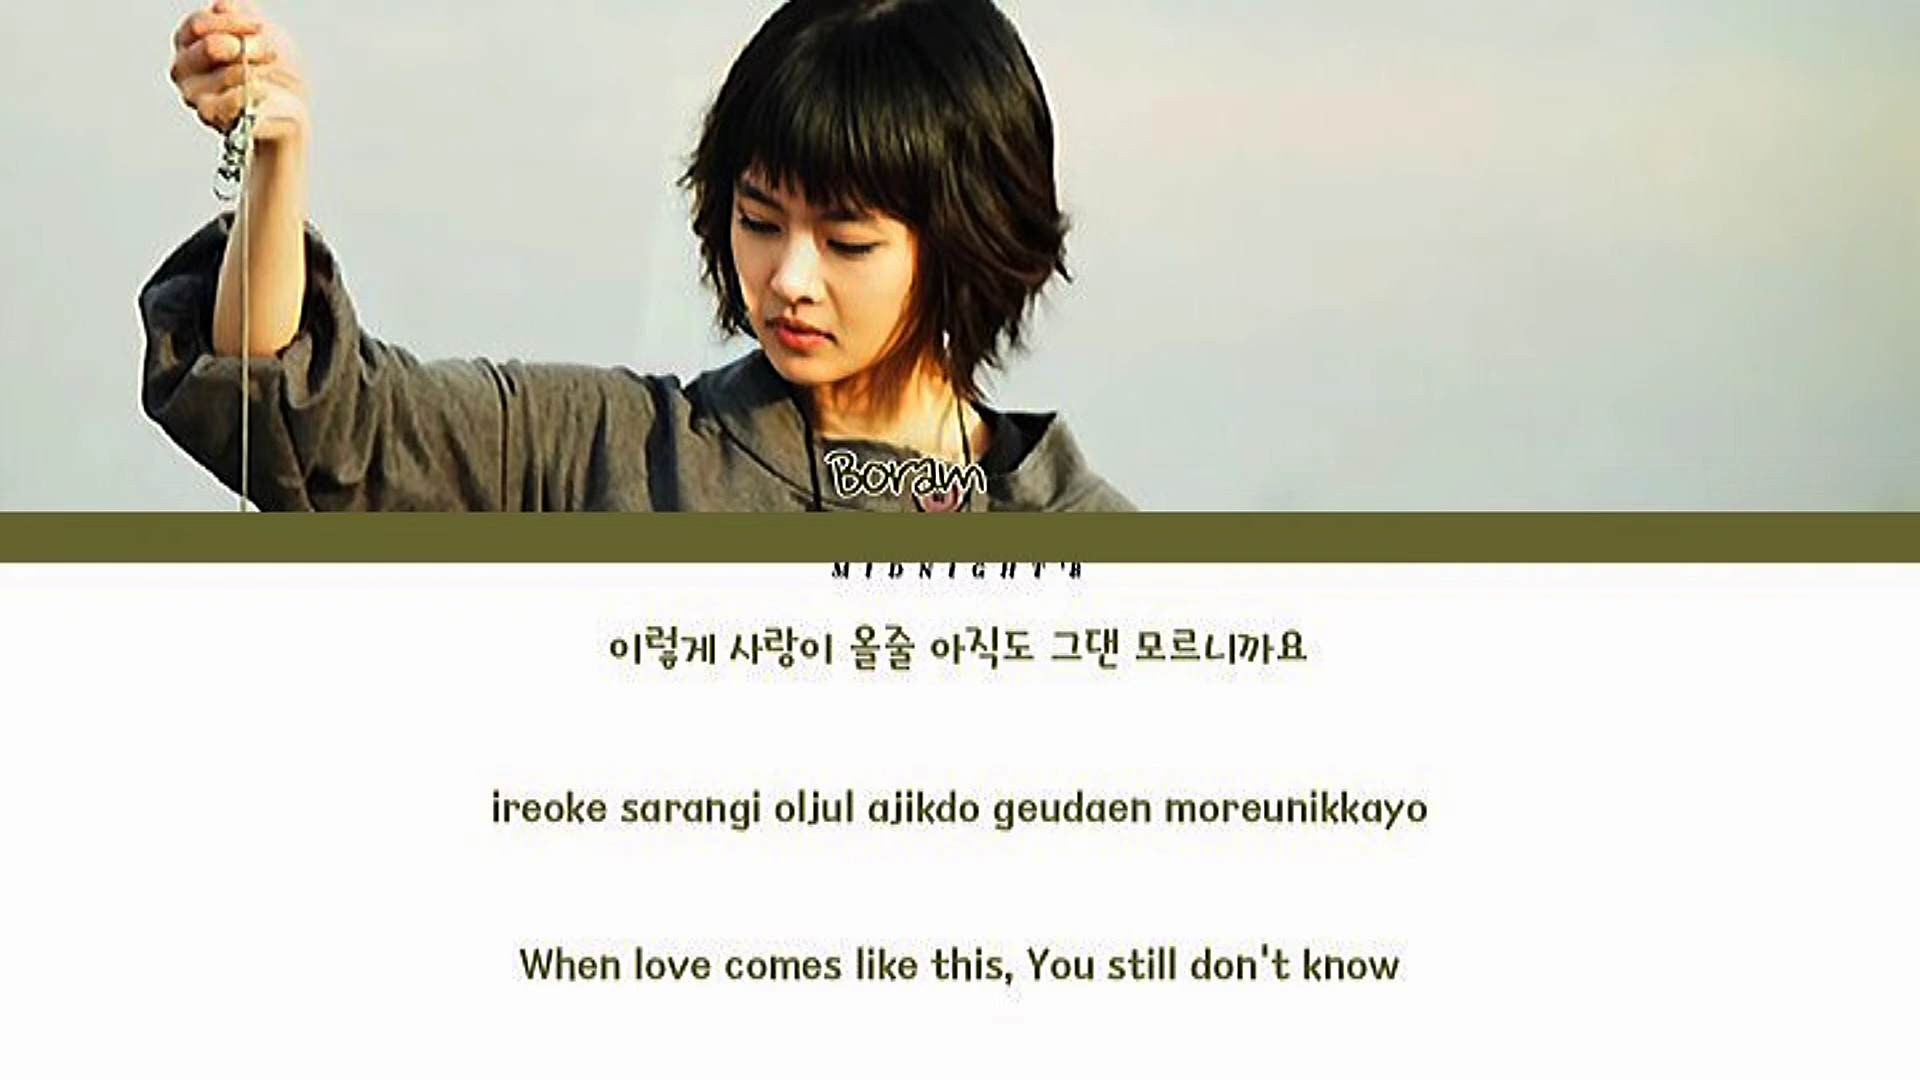 Boram
MIDNIGHT'B
이렇게 사랑이 올줄 아직도 그댄 모르니까요
ireoke sarangi oljul ajikdo geudaen moreunikkayo
When love comes like this, You still don't know